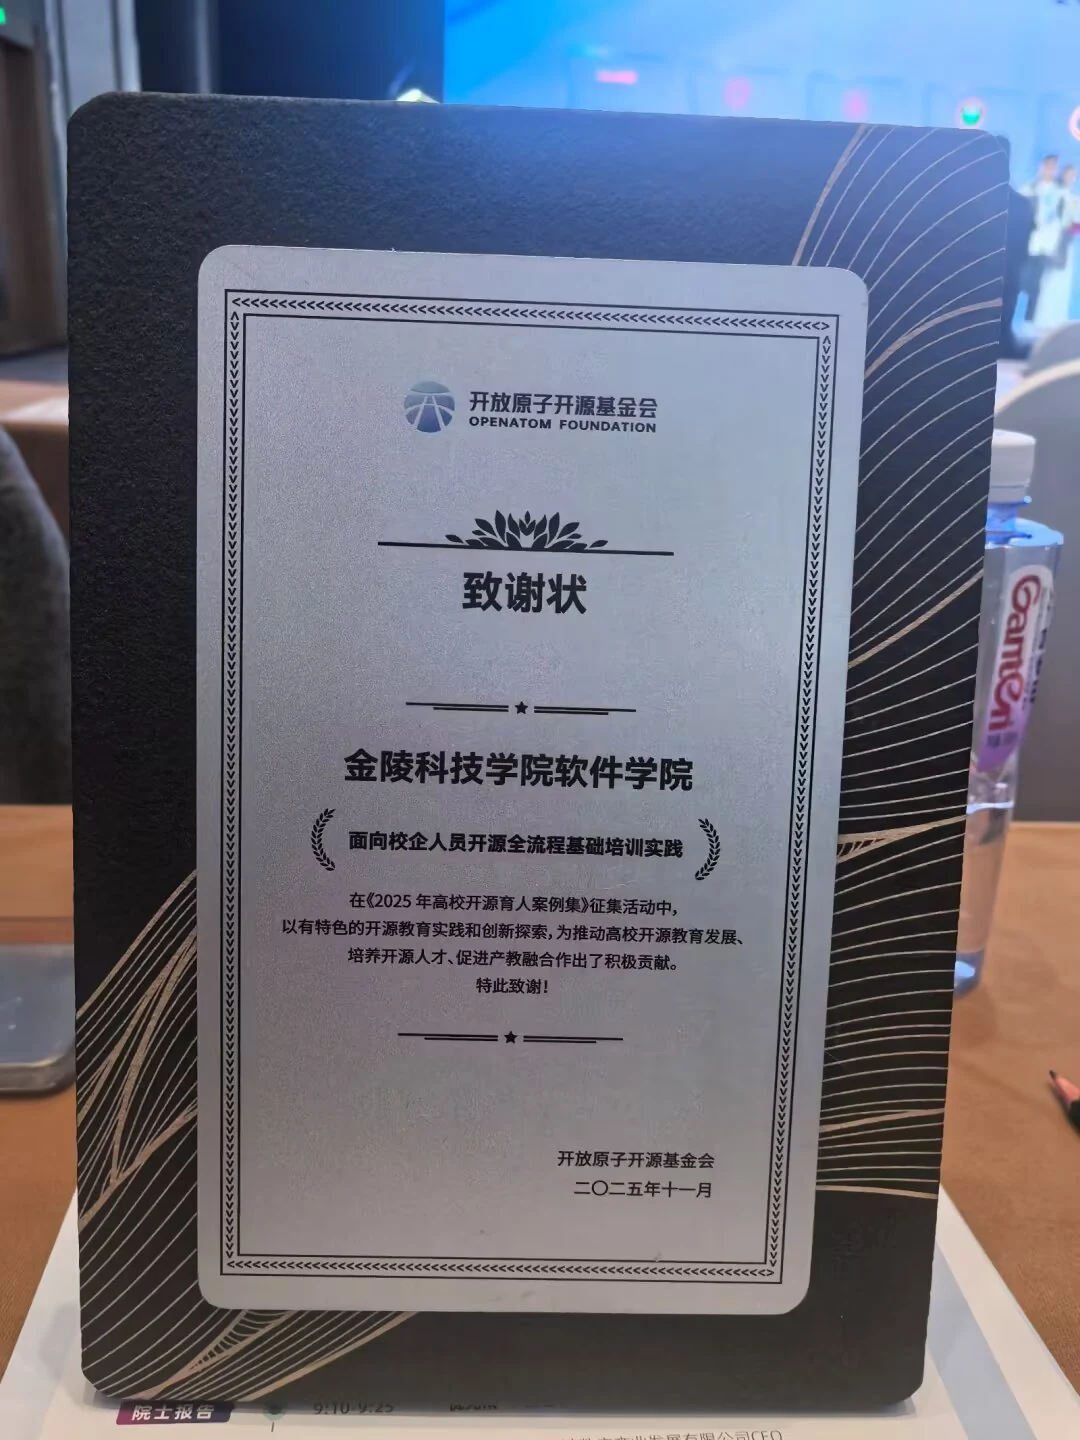 开放原子开源基金会
OPENATOM FOUNDATION
致谢状
金陵科技学院软件学院
面向校企人员开源全流程基础培训实践
在《2025年高校开源育人案例集》征集活动中，
以有特色的开源教育实践和创新探索，为推动高校开源教育发展、
培养开源人才、促进产教融合作出了积极贡献。
特此致谢！
开放原子开源基金会
二〇二五年十一月
院士报告
9:10-9:25